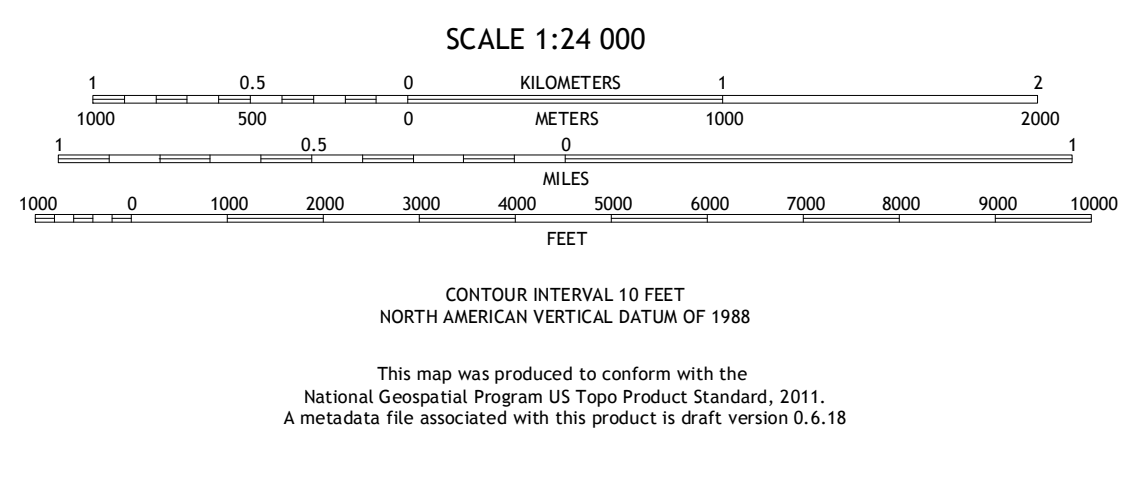 SCALE 1:24 000
1 0.5 0 KILOMETERS 1 2
1000 500 0 METERS 1000 2000
1 0.5 0 1
MILES
1000 0 1000 2000 3000 4000 5000 6000 7000 8000 9000 10000
FEET
CONTOUR INTERVAL 10 FEET
NORTH AMERICAN VERTICAL DATUM OF 1988
This map was produced to conform with the
National Geospatial Program US Topo Product Standard, 2011.
A metadata file associated with this product is draft version 0.6.18